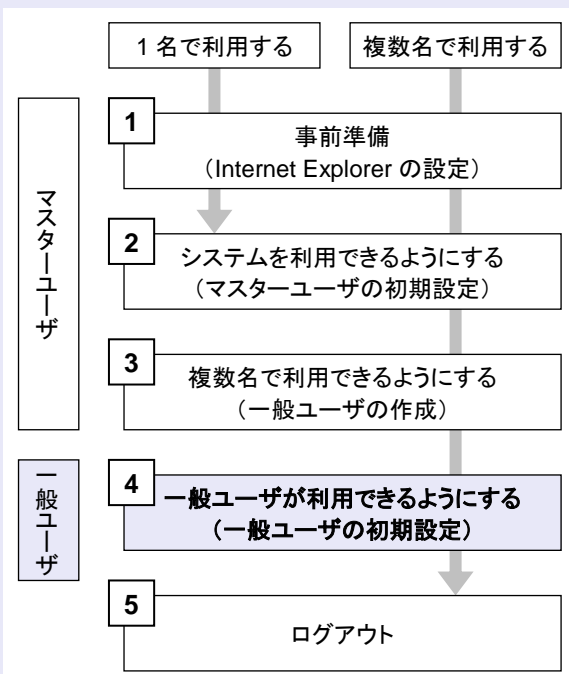 1 名で利用する
複数名で利用する
マスターユーザ
1
事前準備
（Internet Explorer の設定）
2
システムを利用できるようにする
（マスターユーザの初期設定）
3
複数名で利用できるようにする
（一般ユーザの作成）
一般ユーザ
4
一般ユーザが利用できるようにする
（一般ユーザの初期設定）
5
ログアウト